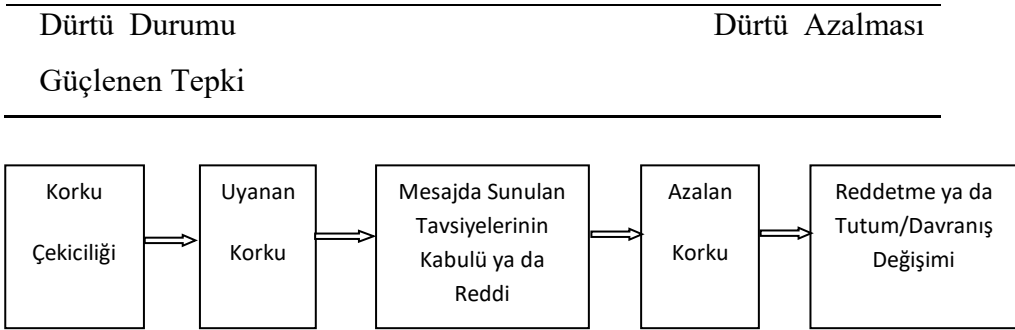 Dürtü Durumu Dürtü Azalması
Güçlenen Tepki
Korku
Çekiciliği
Uyanan
Korku
Mesajda Sunulan
Tavsiyelerinin
Kabulü ya da
Reddi
Azalan
Korku
Reddetme ya da
Tutum/Davranış
Değişimi